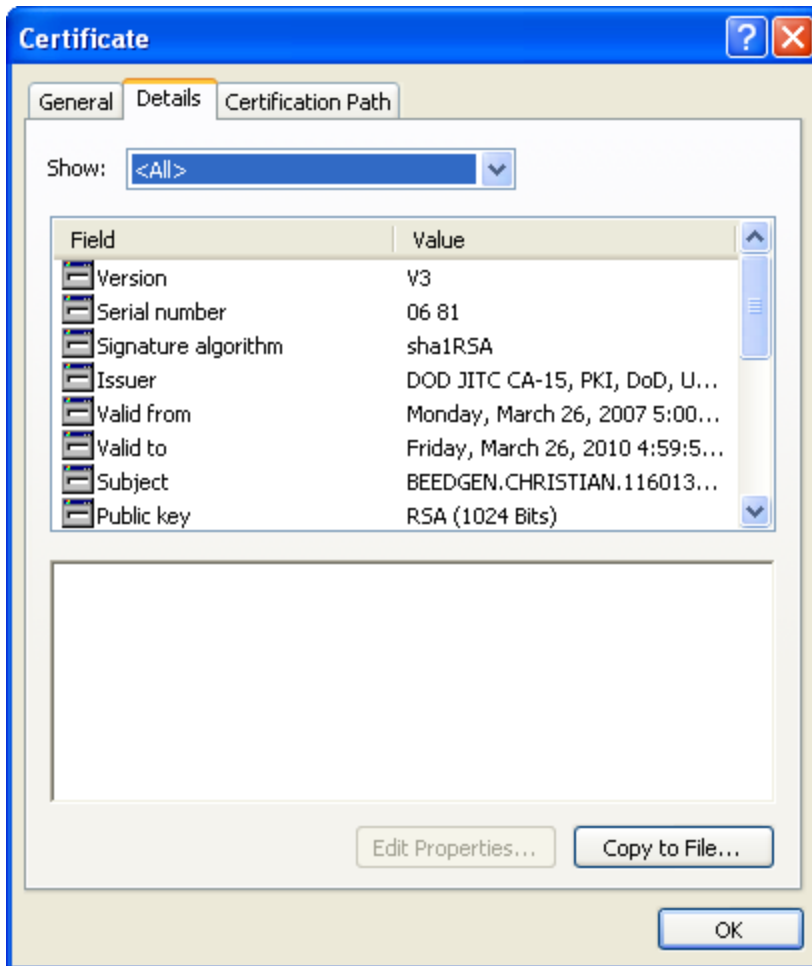 Certificate
General Details Certification Path
Show: <All>
Field Value
Version V3
Serial number 06 81
Signature algorithm sha1RSA
Issuer DOD JITC CA-15, PKI, DoD, U...
Valid from Monday, March 26, 2007 5:00...
Valid to Friday, March 26, 2010 4:59:5...
Subject BEEDGEN.CHRISTIAN.116013...
Public key RSA (1024 Bits)
Edit Properties... Copy to File...
OK